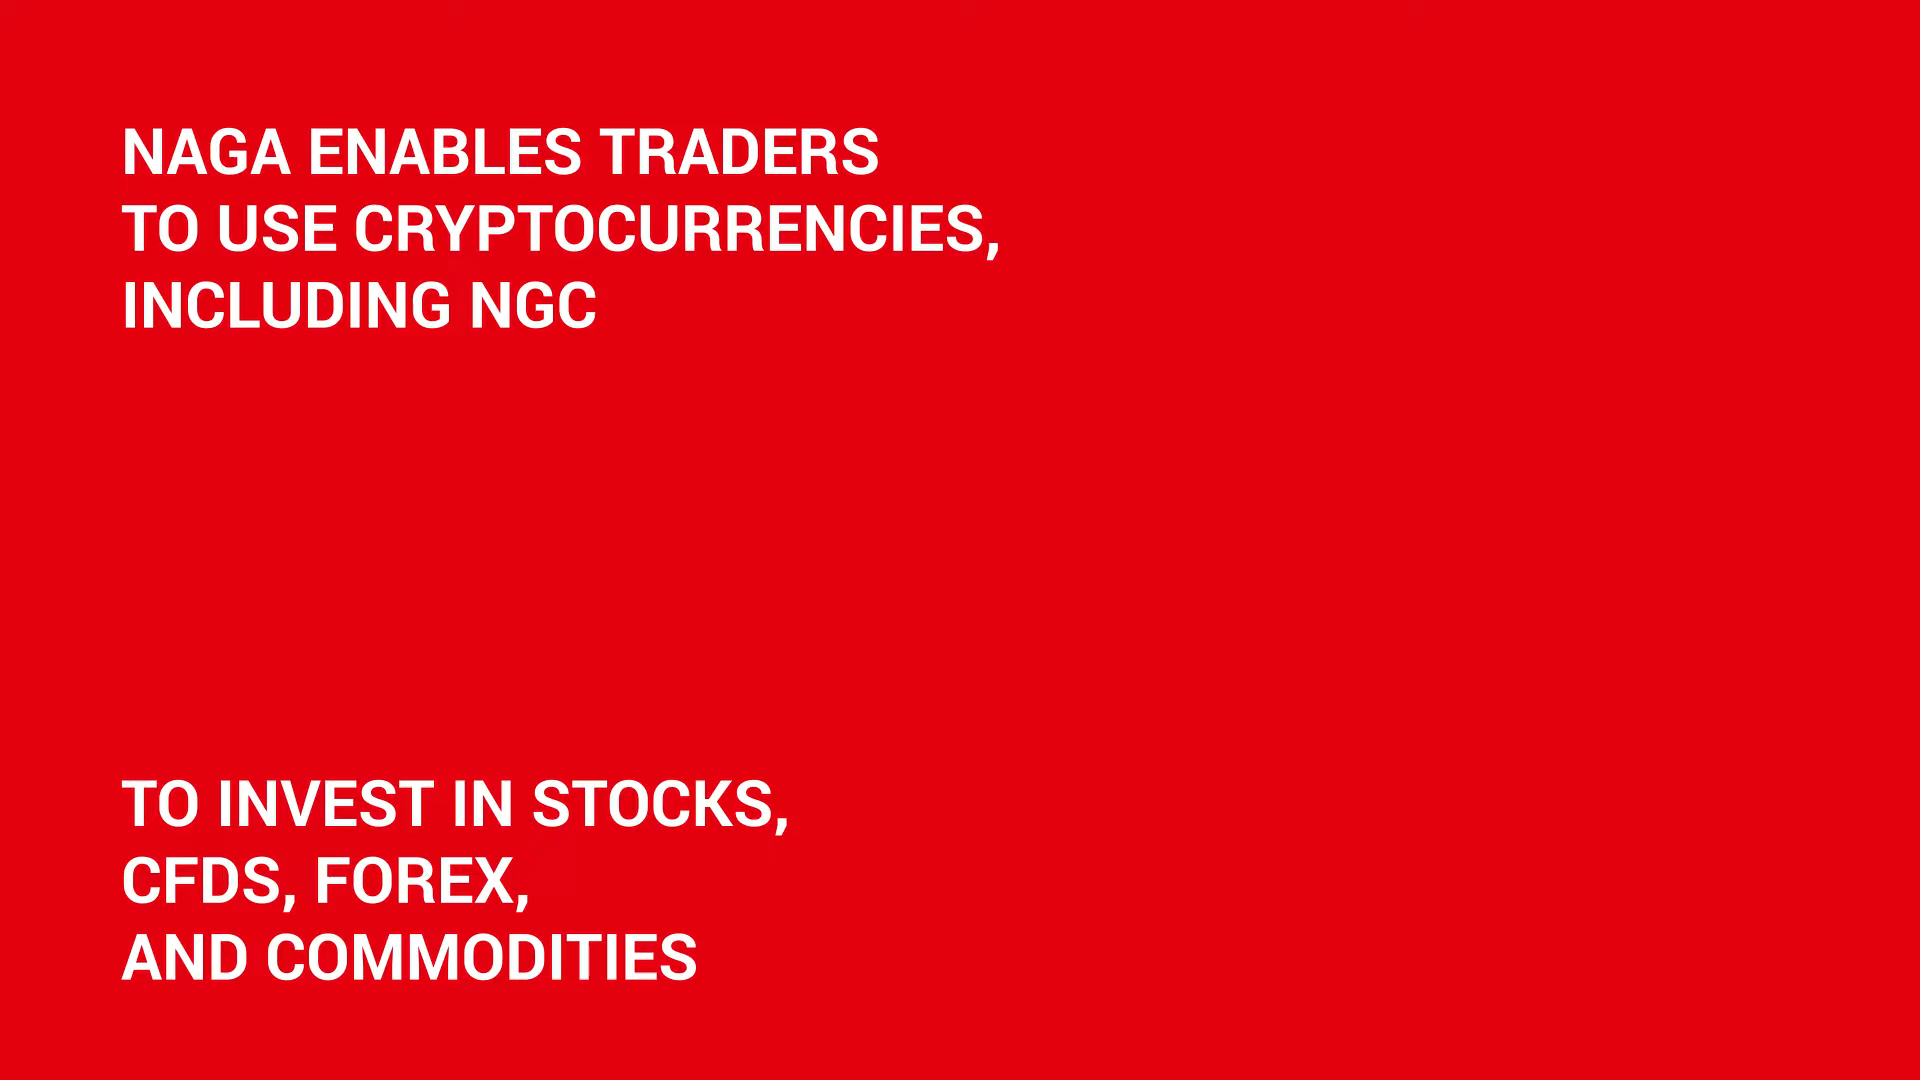 NAGA ENABLES TRADERS
TO USE CRYPTOCURRENCIES,
INCLUDING NGC
TO INVEST IN STOCKS,
CFDS, FOREX,
AND COMMODITIES